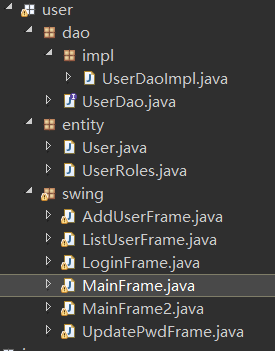 user
dao
impl
UserDaoImpl.java
UserDao.java
entity
User.java
UserRoles.java
swing
AddUserFrame.java
ListUserFrame.java
LoginFrame.java
MainFrame.java
MainFrame2.java
UpdatePwdFrame.java